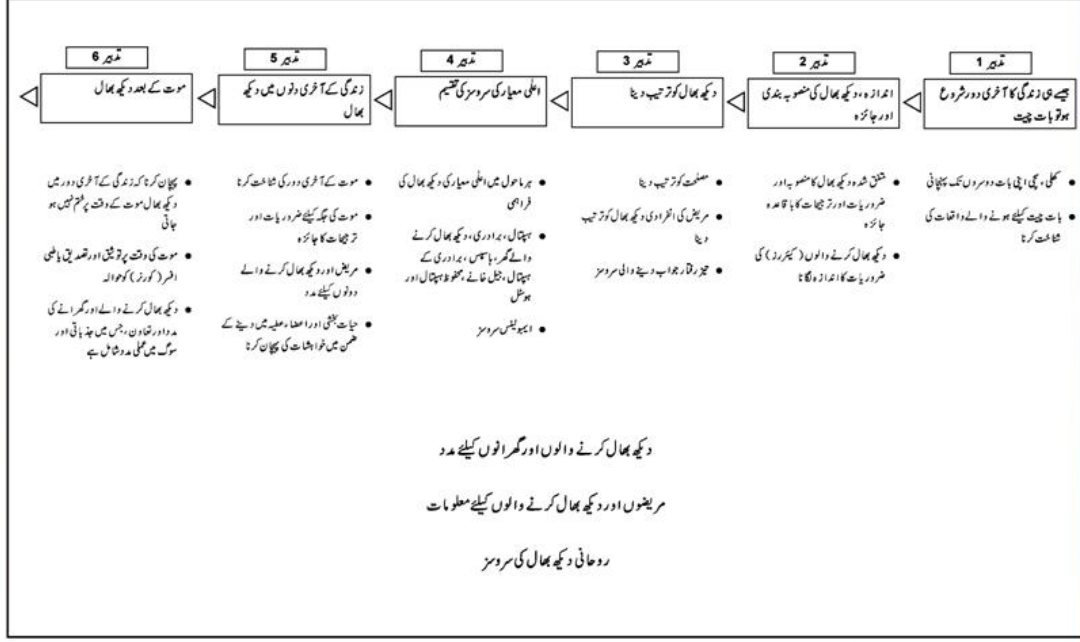 تدبیر 1
جیسے ہی زندگی کا آخری دور شروع
ہو تو بات چیت
کھلی، سچی اپنی بات دوسروں تک پہنچانی
بات چیت کیلئے ہونے والے واقعات کی
شناخت کرنا
تدبیر 2
اندازہ، دیکھ بھال کی منصوبہ بندی
اور جائزہ
متفق شدہ دیکھ بھال کا منصوبہ اور
ضروریات اور ترجیحات کا باقاعدہ
جائزہ
دیکھ بھال کرنے والوں (کیئررز) کی
ضروریات کا اندازہ لگانا
تدبیر 3
دیکھ بھال کو ترتیب دینا
مصلحت کو ترتیب دینا
مریض کی انفرادی دیکھ بھال کو ترتیب
دینا
تیز رفتار جواب دینے والی سروسز
تدبیر 4
اعلٰی معیار کی سروسز کی تقسیم
ہر ماحول میں اعلٰی معیار کی دیکھ بھال کی
فراہمی
ہسپتال، برادری، دیکھ بھال کرنے
والے گھر، ہاسپس، برادری کے
ہسپتال، جیل خانے، محفوظ ہسپتال اور
ہوسٹل
ایمبولینس سروسز
تدبیر 5
زندگی کے آخری دنوں میں دیکھ
بھال
موت کے آخری دور کی شناخت کرنا
موت کی جگہ کیلئے ضروریات اور
ترجیحات کا جائزہ
مریض اور دیکھ بھال کرنے والے
دونوں کیلئے مدد
حیات بخشی اور اعضاء عطیہ میں دینے کے
ضمن میں خواہشات کی پہچان کرنا
تدبیر 6
موت کے بعد دیکھ بھال
پہچان کرنا کہ زندگی کے آخری دور میں
دیکھ بھال موت کے وقت پر ختم نہیں ہو
جاتی
موت کی وقت پر توثیق اور تصدیق یا طبی
افسر (کورنر) کو حوالہ
دیکھ بھال کرنے والے اور گھرانے کی
مدد اور تعاون، جس میں جذباتی اور
سوگ میں عملی مدد شامل ہے
دیکھ بھال کرنے والوں اور گھرانوں کیلئے مدد
مریضوں اور دیکھ بھال کرنے والوں کیلئے معلومات
روحانی دیکھ بھال کی سروسز